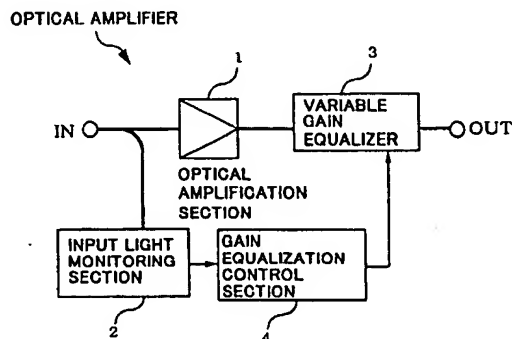 OPTICAL AMPLIFIER
1
3
IN
VARIABLE
GAIN
EQUALIZER
OUT
OPTICAL
AMPLIFICATION
SECTION
INPUT LIGHT
MONITORING
SECTION
GAIN
EQUALIZATION
CONTROL
SECTION
2
4